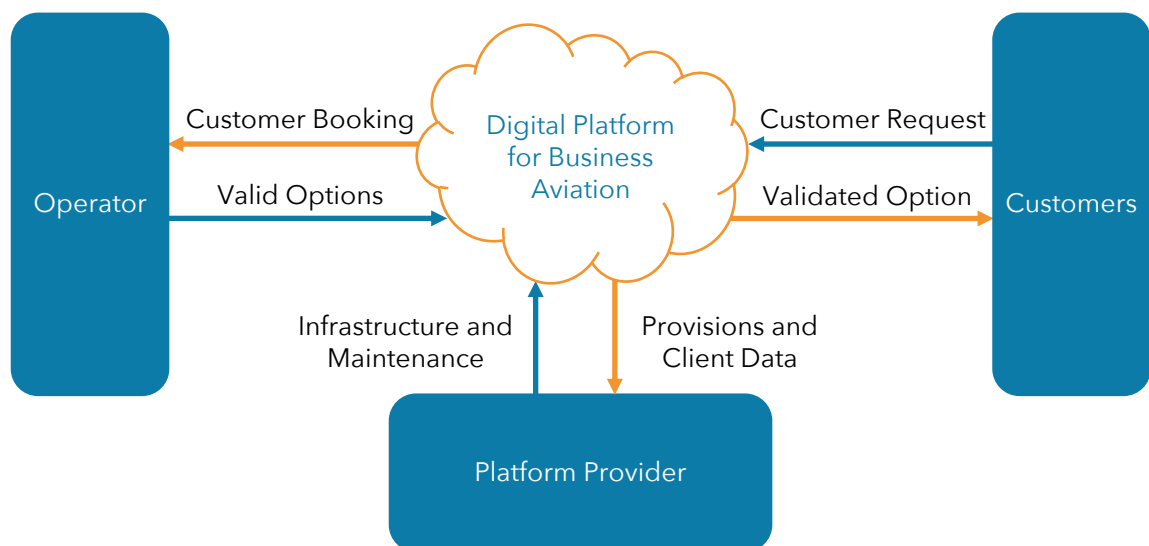 Customer Booking
Digital Platform
for Business
Aviation
Customer Request
Operator
Valid Options
Validated Option
Customers
Infrastructure and
Maintenance
Provisions and
Client Data
Platform Provider